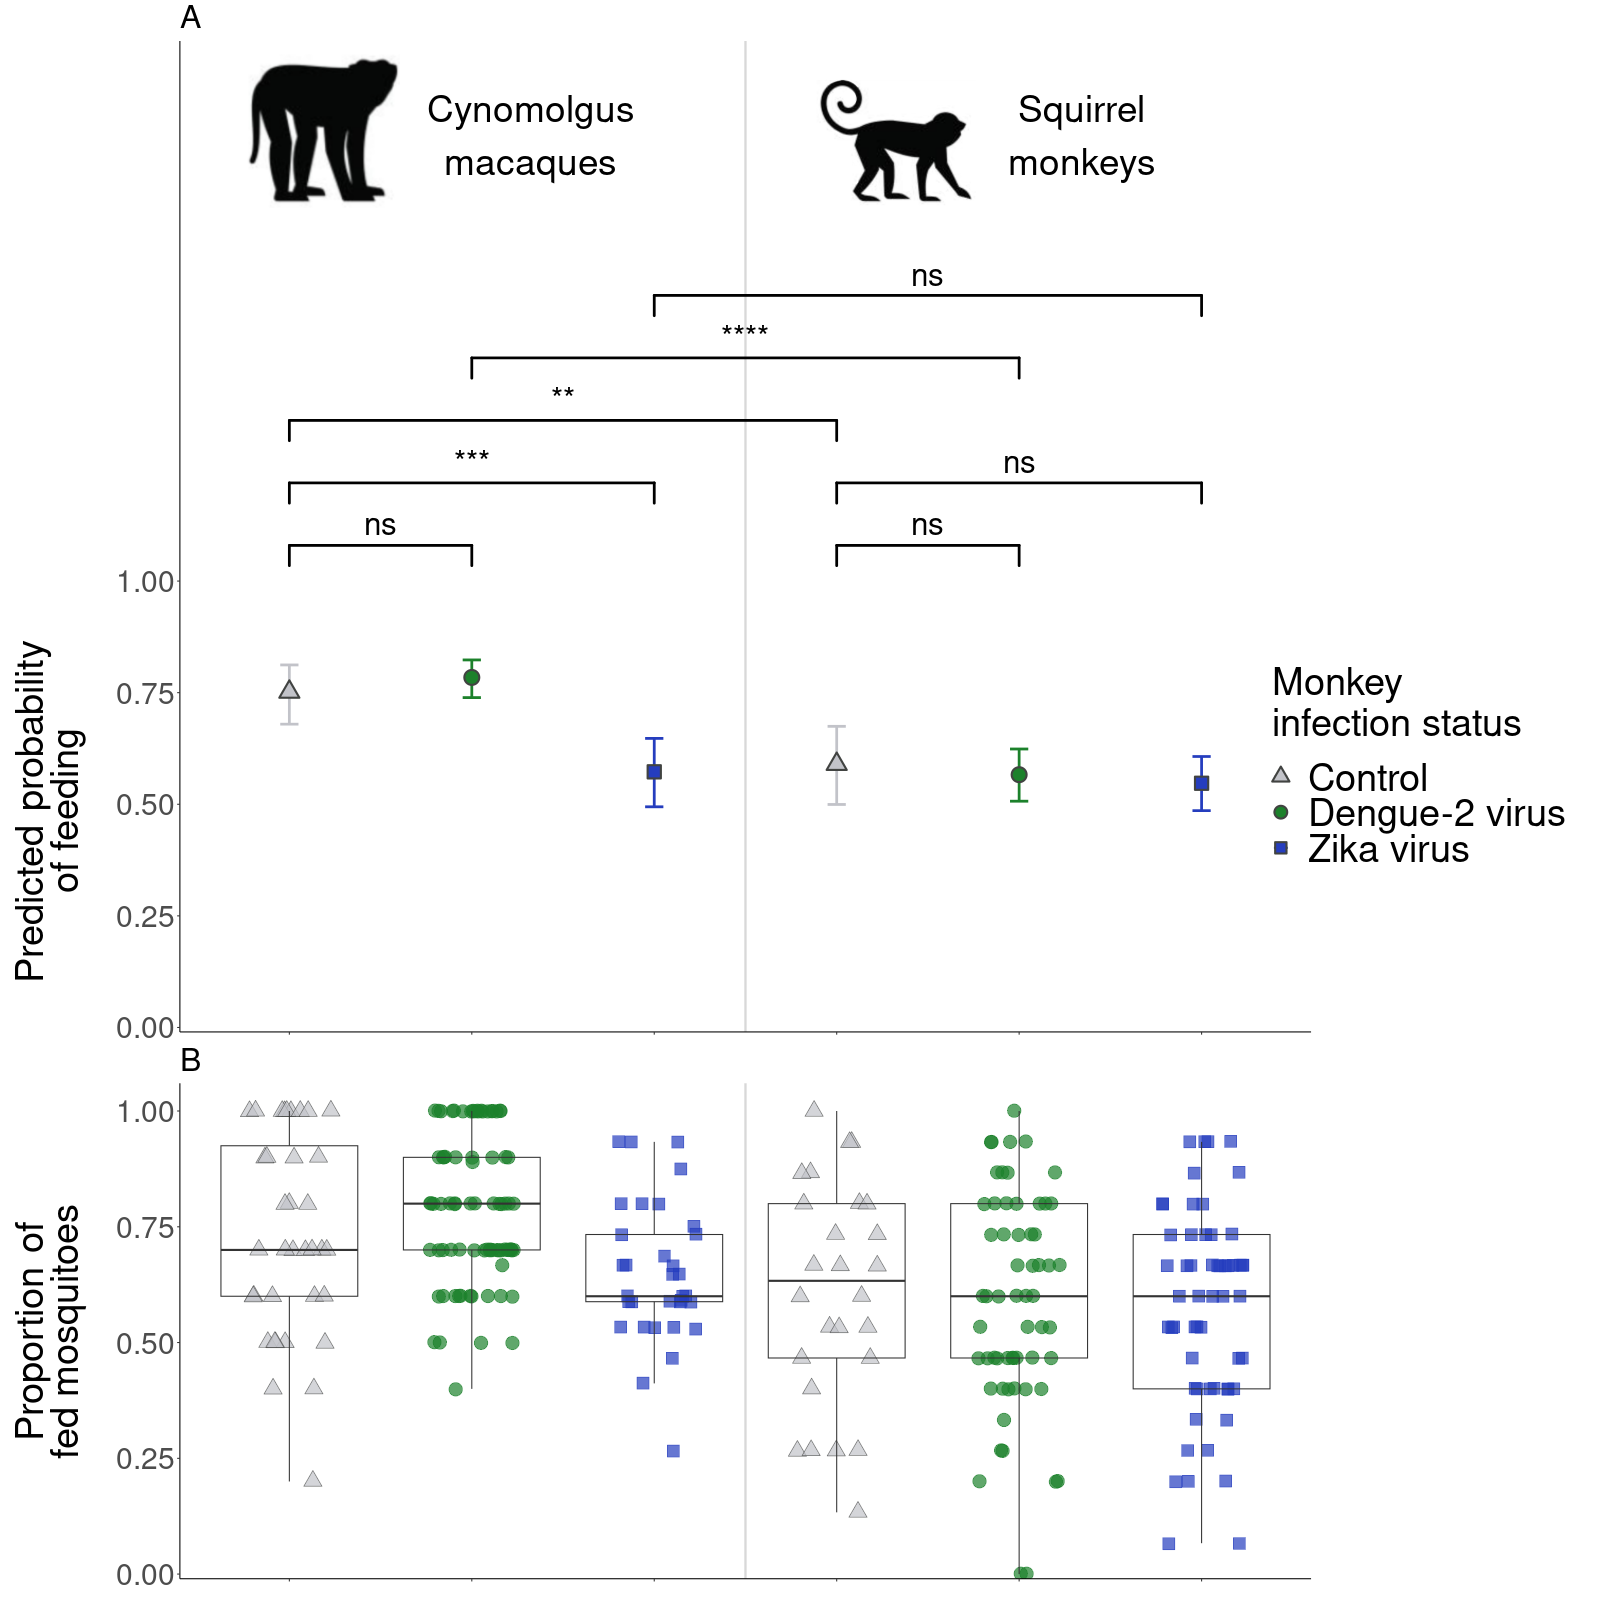 A
Cynomolgus
macaques
Squirrel
monkeys
ns
****
**
***
ns
ns
ns
1.00
0.75
0.50
0.25
0.00
Predicted probability
of feeding
Monkey
infection status
Control
Dengue-2 virus
Zika virus
B
1.00
0.75
0.50
0.25
0.00
Proportion of
fed mosquitoes